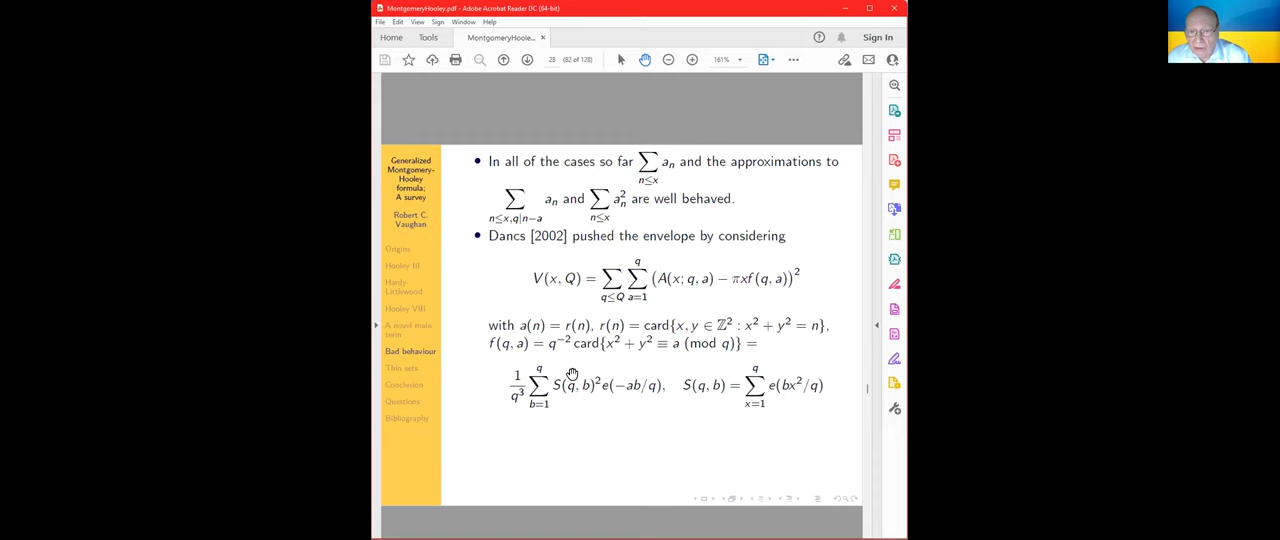 MontgomeryHooley.pdf - Adobe Acrobat Reader DC (64-bit)
File Edit View Sign Window Help
Home Tools MontgomeryHoole... × Sign In
28 (82 of 128) 161%
Generalized
Montgomery-
Hooley
formula;
A survey
Robert C.
Vaughan
Origins
Hooley III
Hardy-
Littlewood
Hooley VIII
A novel main
term
Bad behaviour
Thin sets
Conclusion
Questions
Bibliography
• In all of the cases so far ∑_{n≤x} a_n and the approximations to
∑_{n≤x,q|n−a} a_n and ∑_{n≤x} a_n^2 are well behaved.
• Dancs [2002] pushed the envelope by considering
V(x, Q) = ∑_{q≤Q} ∑_{a=1}^{q} (A(x; q, a) − πxf(q, a))^2
with a(n) = r(n), r(n) = card{x, y ∈ ℤ^2 : x^2 + y^2 = n},
f(q, a) = q^{−2} card{x^2 + y^2 ≡ a (mod q)} =
1/q^3 ∑_{b=1}^{q} S(q, b)^2 e(−ab/q), S(q, b) = ∑_{x=1}^{q} e(bx^2/q)